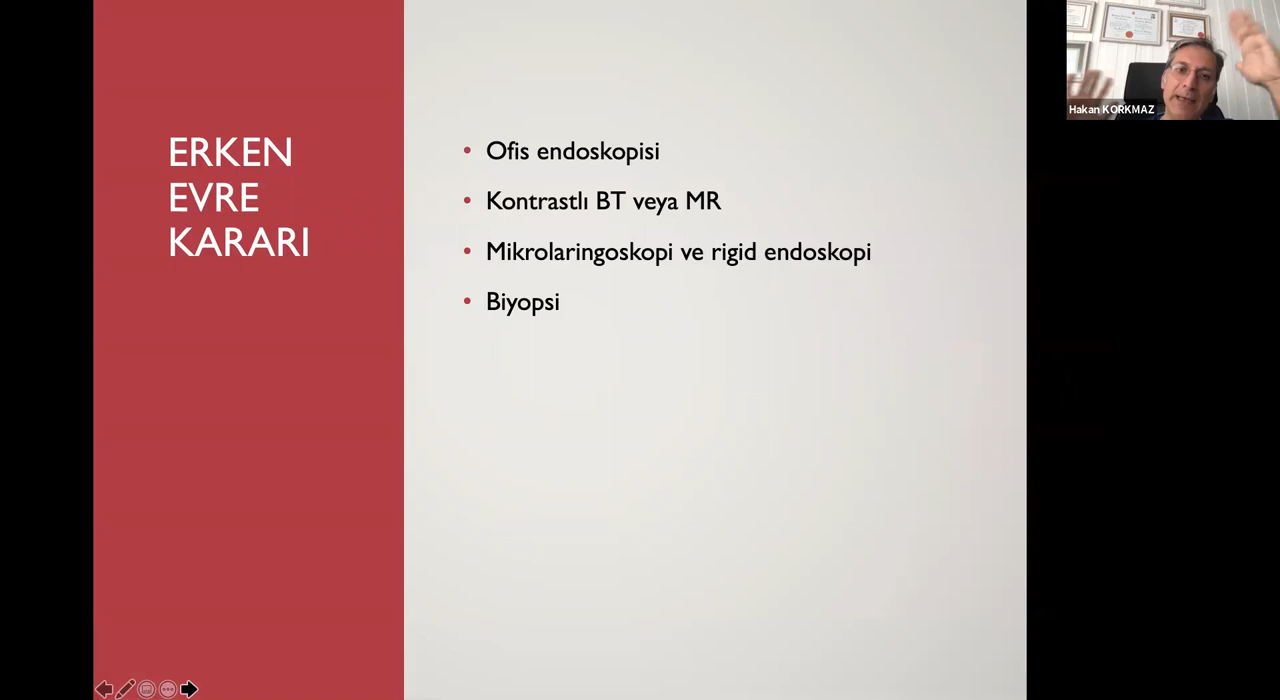 ERKEN
EVRE
KARARI
• Ofis endoskopisi
• Kontrastlı BT veya MR
• Mikrolaringoskopi ve rigid endoskopi
• Biyopsi
Hakan KORKMAZ